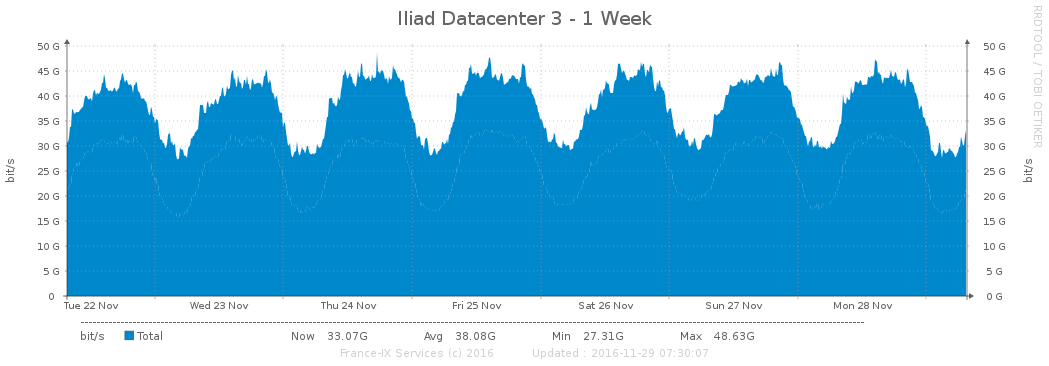 Iliad Datacenter 3 - 1 Week
RRDTOOL / TOBI OETIKER
50 G 50 G
45 G 45 G
40 G 40 G
35 G 35 G
30 G 30 G
25 G 25 G
20 G 20 G
15 G 15 G
10 G 10 G
5 G 5 G
0 0 G
bit/s bit/s
Tue 22 Nov Wed 23 Nov Thu 24 Nov Fri 25 Nov Sat 26 Nov Sun 27 Nov Mon 28 Nov
bit/s Total Now 33.07G Avg 38.08G Min 27.31G Max 48.63G
France-IX Services (c) 2016 Updated : 2016-11-29 07:30:07